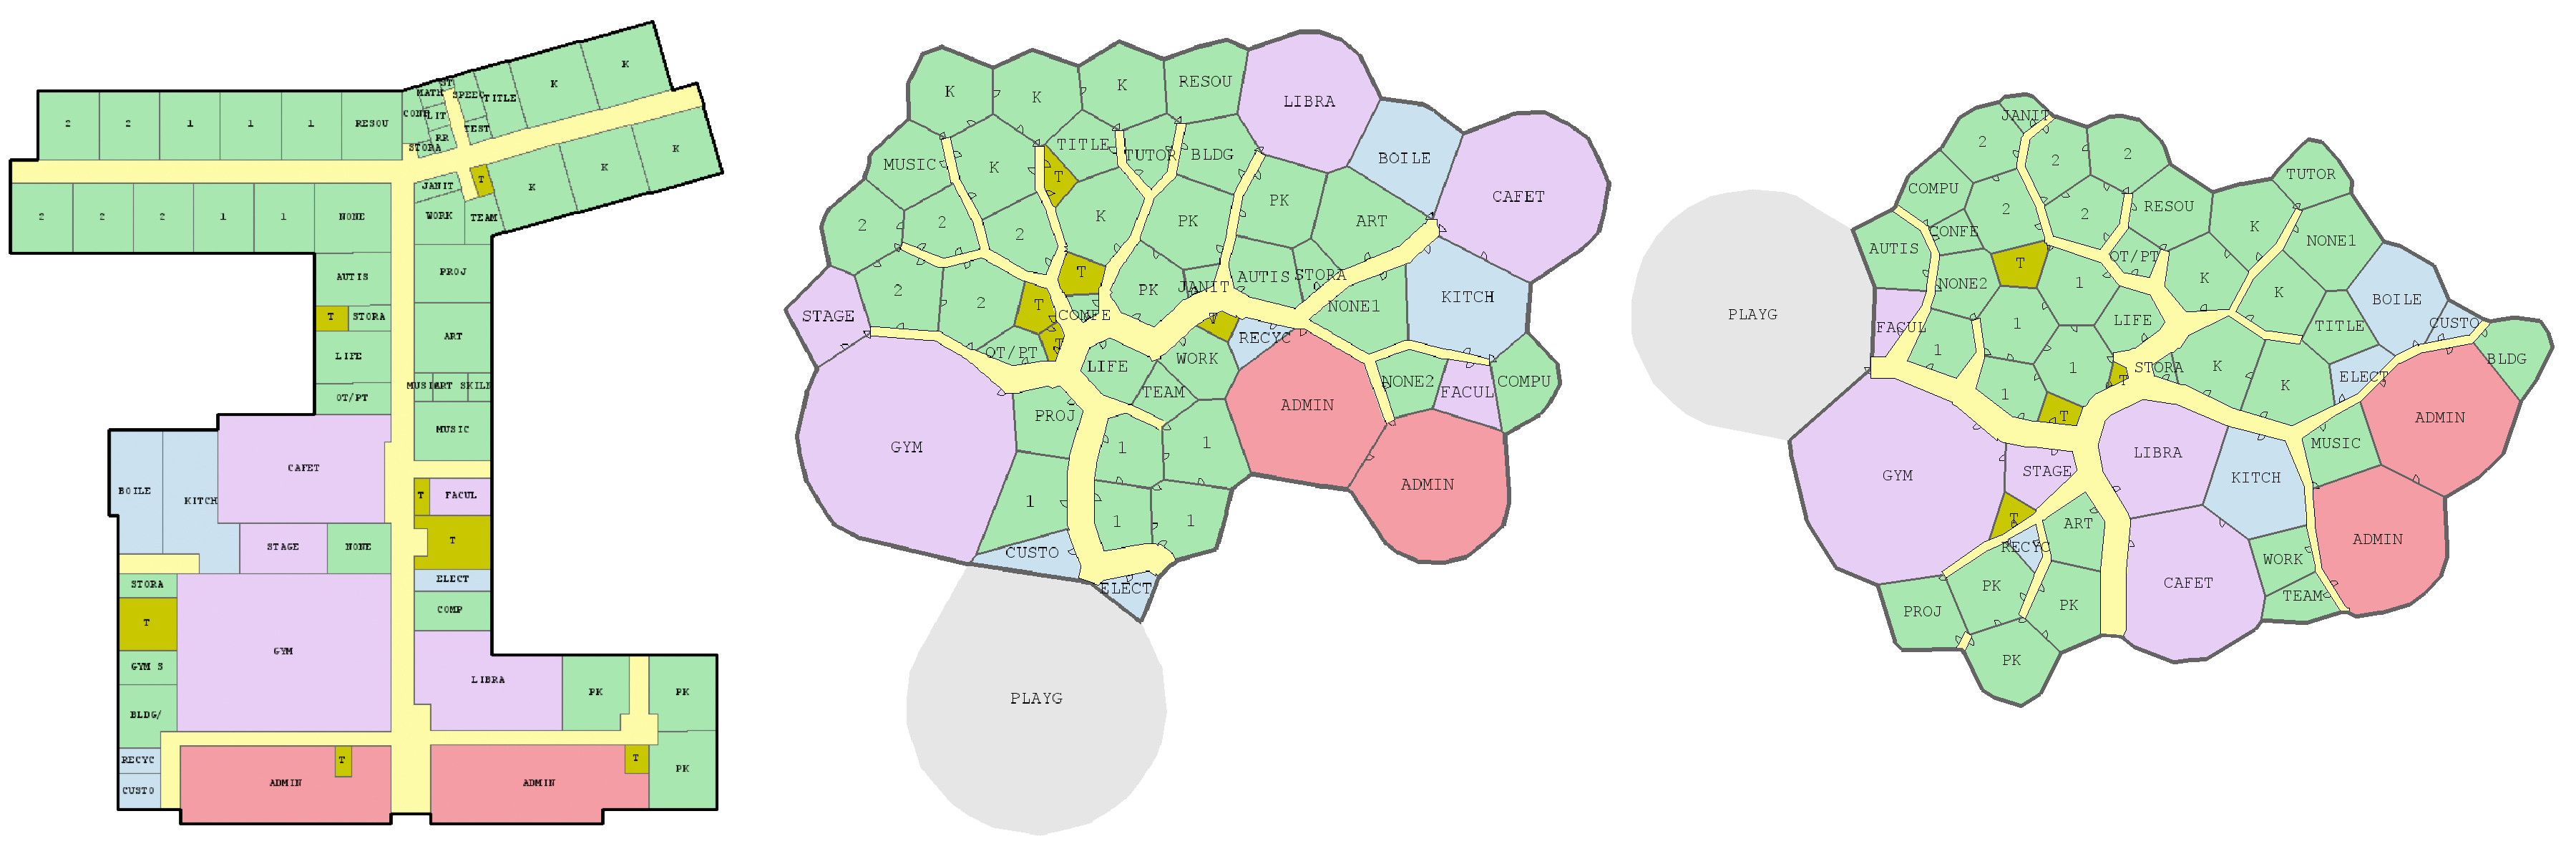 2 2 1 1 1 RESOU
CONF MATH LIT SPEEC TITLE K K
RR TEST
STORA
2 2 2 1 1 NONE
JANIT T K K K
WORK TEAM
AUTIS PROJ
T STORA
LIFE ART
OT/PT
MUSIC
CAFET
BOILE KITCH
T FACUL
STAGE NONE T
STORA ELECT
T COMP
GYM
GYM S LIBRA PK PK
BLDG/
RECYC T T
CUSTO ADMIN ADMIN PK
K K K RESOU LIBRA
MUSIC K TITLE TUTOR BLDG BOILE
T
2 2 2 K PK PK ART CAFET
2 2 T T PK JANIT AUTIS STORA
STAGE COMFE NONE1 KITCH
OT/PT T LIFE T RECYC
WORK
GYM PROJ TEAM ADMIN NONE2 FACUL COMPU
1 1
1 1 1 ADMIN
CUSTO
ELECT
PLAYG
JANIT
2 2 2
COMPU 2 2 RESOU TUTOR
CONFE K NONE1
AUTIS T OT/PT
NONE2 1 K K BOILE
PLAYG FACUL 1 LIFE TITLE CUSTO
1 1 STORA K K ELECT BLDG
1 T
T ADMIN
GYM STAGE LIBRA MUSIC
KITCH
T ART
RECYC ADMIN
PK PK CAFET WORK
PROJ TEAM
PK